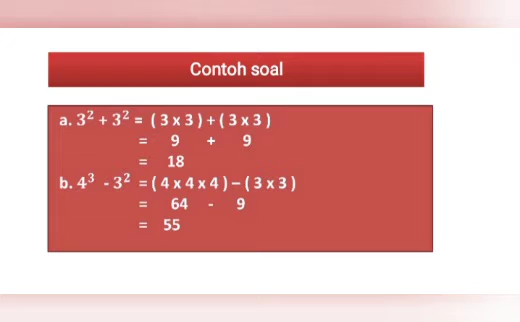 Contoh soal
a. 3² + 3² = ( 3 x 3 ) + ( 3 x 3 )
= 9 + 9
= 18
b. 4³ - 3² = ( 4 x 4 x 4 ) – ( 3 x 3 )
= 64 - 9
= 55